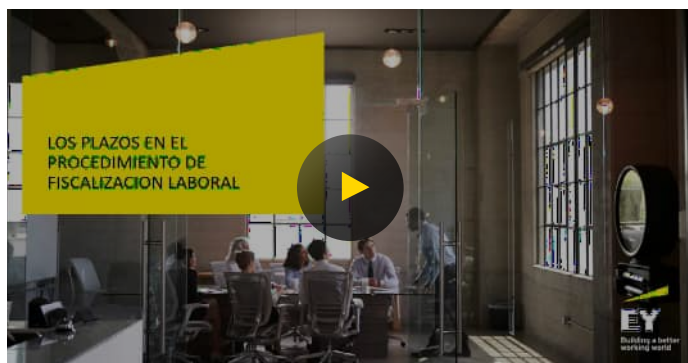 LOS PLAZOS EN EL
PROCEDIMIENTO DE
FISCALIZACION LABORAL
EY
Building a better
working world